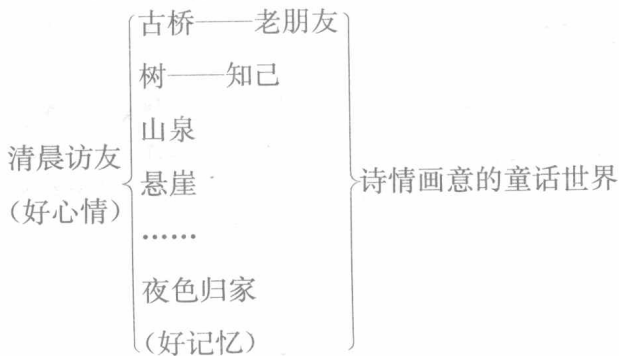 古桥——老朋友
树——知己
山泉
清晨访友
(好心情)
悬崖
诗情画意的童话世界
……
夜色归家
(好记忆)